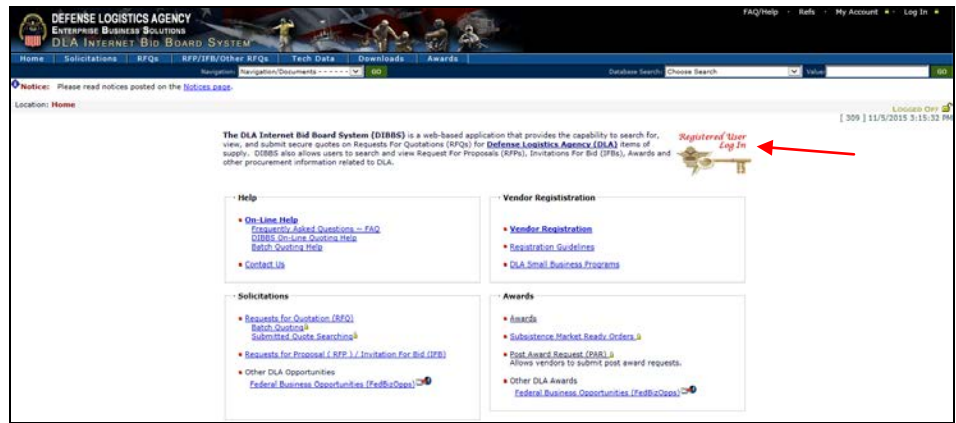 DEFENSE LOGISTICS AGENCY
ENTERPRISE BUSINESS SOLUTIONS
DLA INTERNET BID BOARD SYSTEM
FAQ/Help · Refs · My Account · Log In
Home | Solicitations | RFQs | RFP/IFB/Other RFQs | Tech Data | Downloads | Awards
Navigation: Navigation/Documents - - - - - - GO Database Search: Choose Search Value: GO
Notice: Please read notices posted on the Notices page.
Location: Home
LOGGED OFF
[ 309 ] 11/5/2015 3:15:32 PM
The DLA Internet Bid Board System (DIBBS) is a web-based application that provides the capability to search for,
view, and submit secure quotes on Requests For Quotations (RFQs) for Defense Logistics Agency (DLA) items of
supply. DIBBS also allows users to search and view Request For Proposals (RFPs), Invitations For Bid (IFBs), Awards and
other procurement information related to DLA.
Registered User
Log In
· Help
On-Line Help
Frequently Asked Questions -- FAQ
DIBBS On-Line Quoting Help
Batch Quoting Help
Contact Us
· Vendor Regististration
Vendor Registration
Registration Guidelines
DLA Small Business Programs
· Solicitations
Requests for Quotation (RFQ)
Batch Quoting
Submitted Quote Searching
Requests for Proposal ( RFP ) / Invitation For Bid (IFB)
Other DLA Opportunities
Federal Business Opportunities (FedBizOpps)
· Awards
Awards
Subsistence Market Ready Orders
Post Award Request (PAR)
Allows vendors to submit post award requests.
Other DLA Awards
Federal Business Opportunities (FedBizOpps)